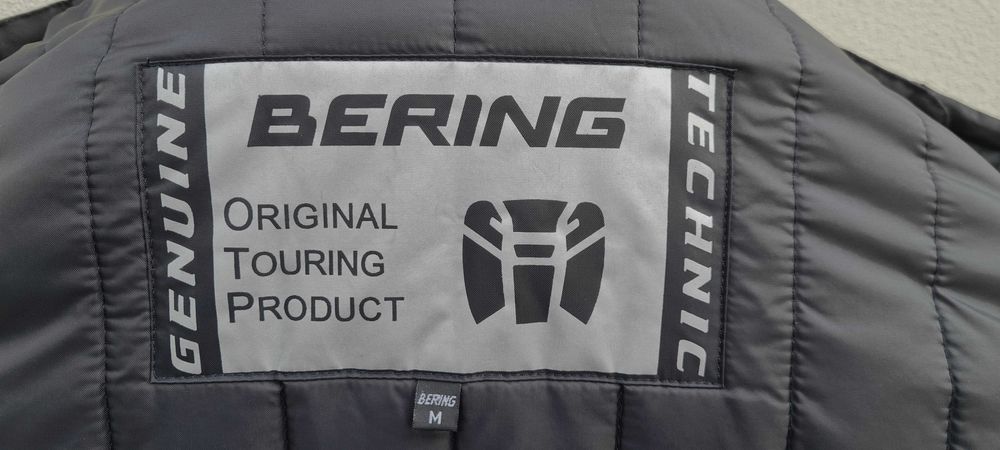 GENUINE
BERING
ORIGINAL
TOURING
PRODUCT
TECHNIC
BERING
M